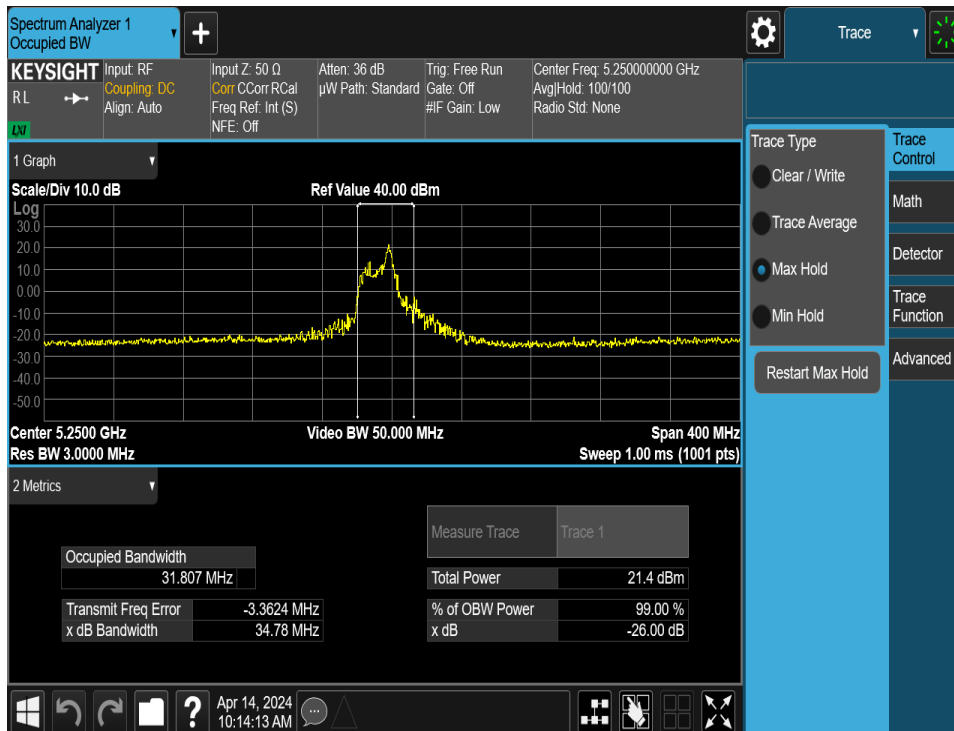 Spectrum Analyzer 1
Occupied BW
+
Trace
KEYSIGHT
RL
LXI
Input: RF
Coupling: DC
Align: Auto
Input Z: 50 Ω
Corr CCorr RCal
Freq Ref: Int (S)
NFE: Off
Atten: 36 dB
µW Path: Standard
Trig: Free Run
Gate: Off
#IF Gain: Low
Center Freq: 5.250000000 GHz
Avg|Hold: 100/100
Radio Std: None
1 Graph
Scale/Div 10.0 dB
Ref Value 40.00 dBm
Log
30.0
20.0
10.0
0.00
-10.0
-20.0
-30.0
-40.0
-50.0
Center 5.2500 GHz
Video BW 50.000 MHz
Span 400 MHz
Res BW 3.0000 MHz
Sweep 1.00 ms (1001 pts)
2 Metrics
Measure Trace
Trace 1
Occupied Bandwidth
31.807 MHz
Total Power
21.4 dBm
Transmit Freq Error
-3.3624 MHz
% of OBW Power
99.00 %
x dB Bandwidth
34.78 MHz
x dB
-26.00 dB
Trace Type
Clear / Write
Trace Average
Max Hold
Min Hold
Restart Max Hold
Trace
Control
Math
Detector
Trace
Function
Advanced
?
Apr 14, 2024
10:14:13 AM